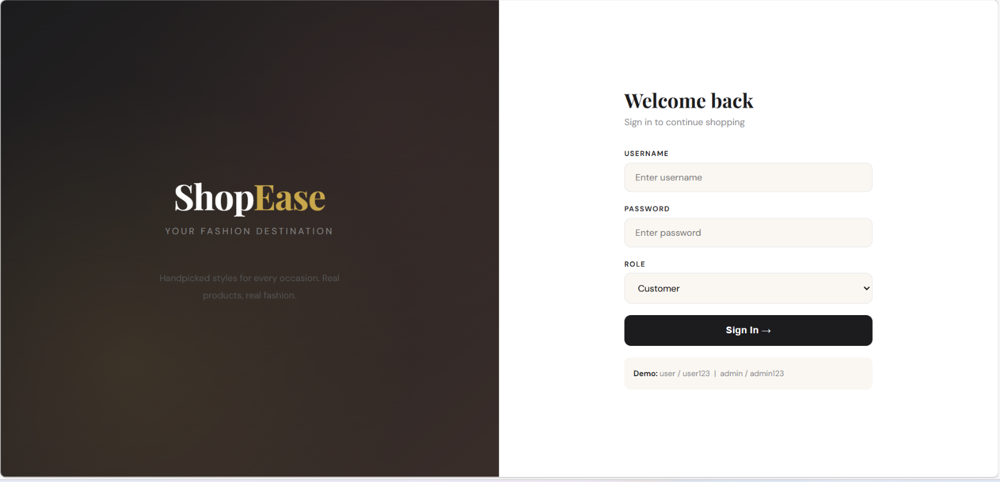 ShopEase
YOUR FASHION DESTINATION
Handpicked styles for every occasion. Real
products, real fashion.
Welcome back
Sign in to continue shopping
USERNAME
Enter username
PASSWORD
Enter password
ROLE
Customer
Sign In →
Demo: user / user123 | admin / admin123